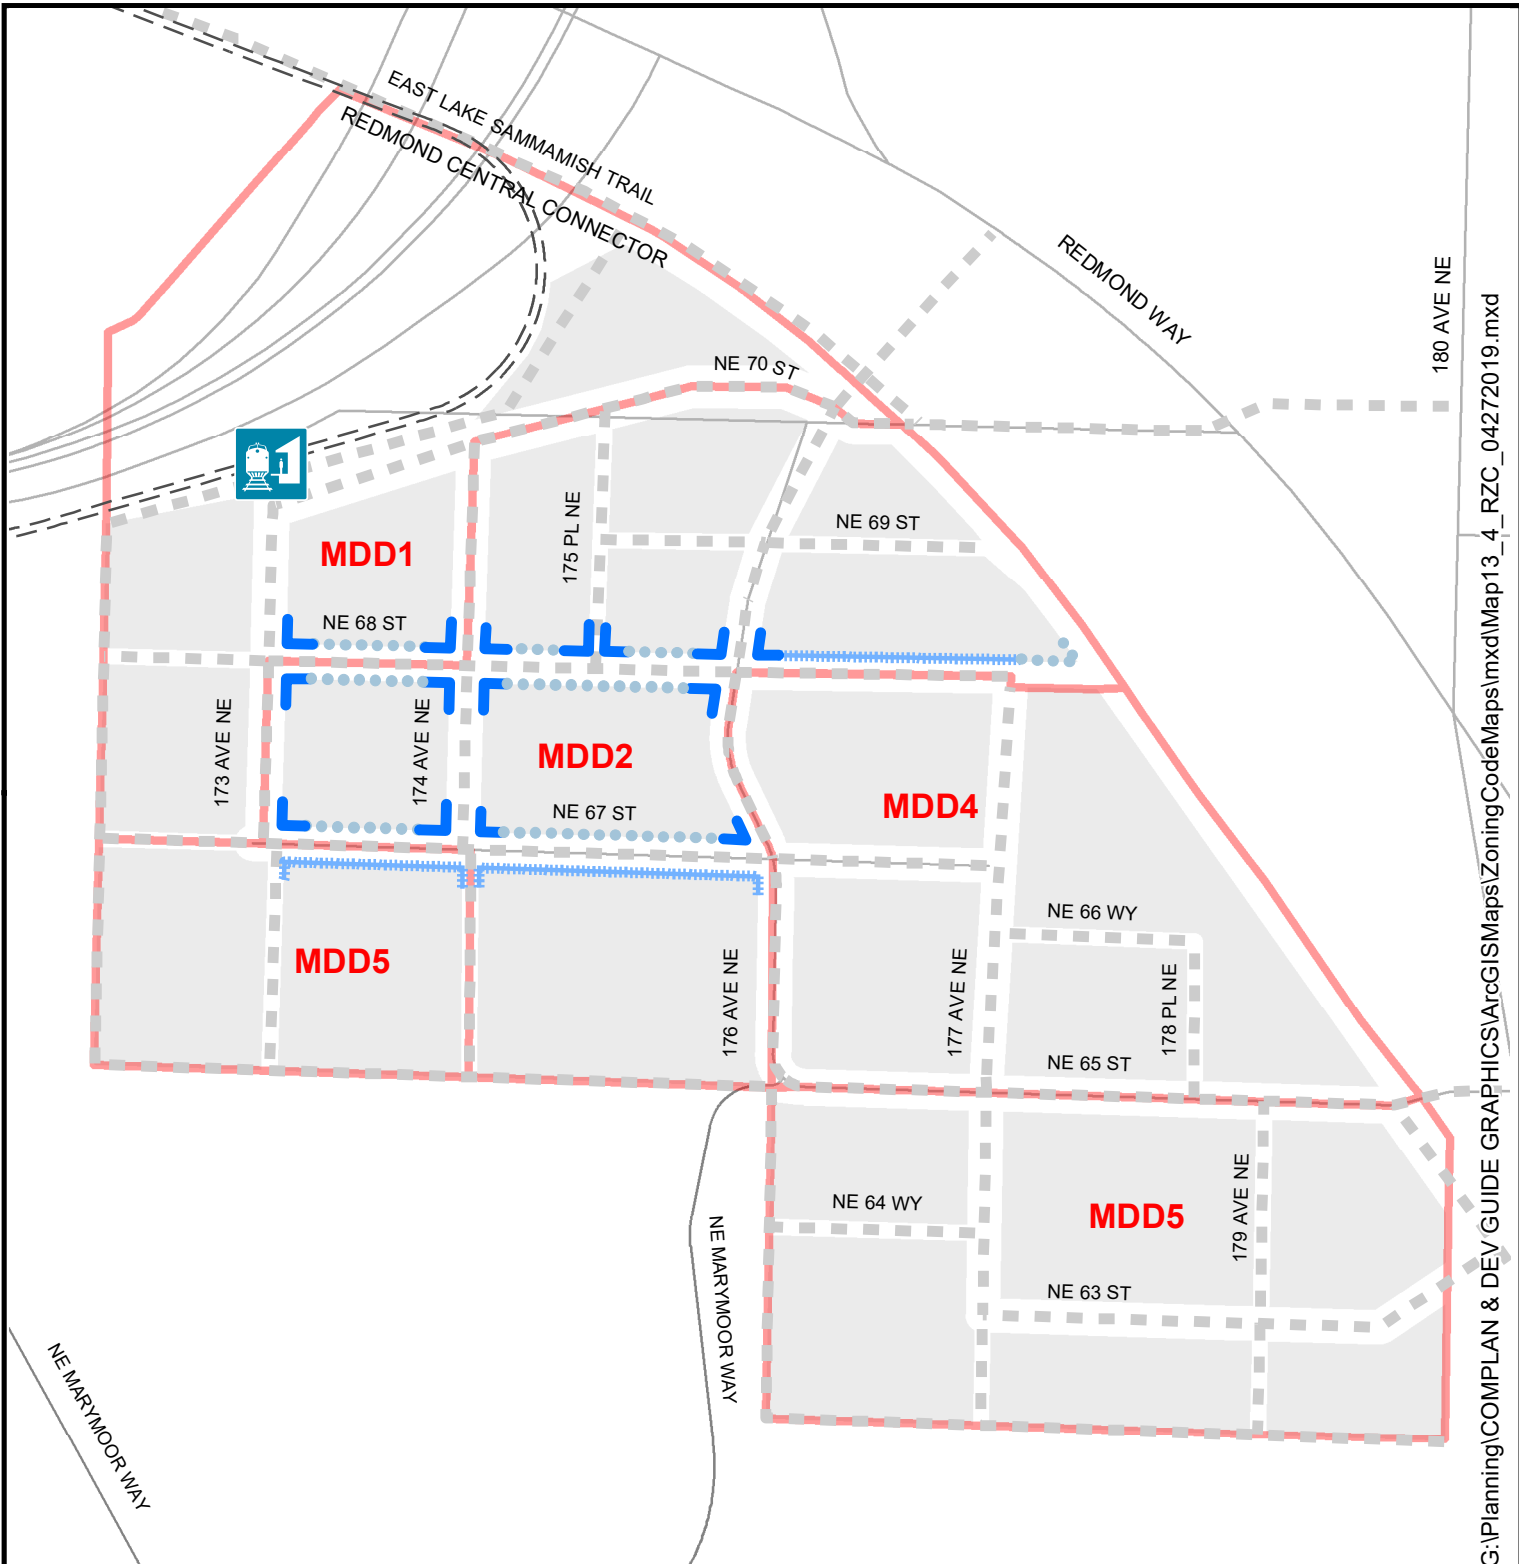 EAST LAKE SAMMAMISH TRAIL
REDMOND CENTRAL CONNECTOR
REDMOND WAY
180 AVE NE
NE 70 ST
175 PL NE
NE 69 ST
MDD1
NE 68 ST
173 AVE NE
174 AVE NE
MDD2
NE 67 ST
MDD4
MDD5
176 AVE NE
177 AVE NE
NE 66 WY
178 PL NE
NE 65 ST
NE 64 WY
MDD5
179 AVE NE
NE 63 ST
NE MARYMOOR WAY
NE MARYMOOR WAY
G:\Planning\COMPLAN & DEV GUIDE GRAPHICS\ArcGISMaps\ZoningCodeMaps\mxd\Map13_4_RZC_04272019.mxd